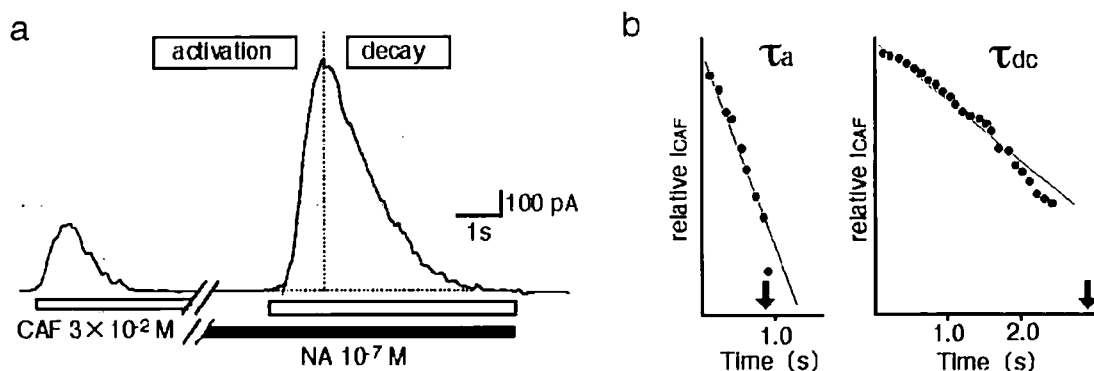 a
activation
decay
100 pA
1s
CAF 3×10⁻² M
NA 10⁻⁷ M
b
τa
relative ICAF
1.0
Time (s)
τdc
relative ICAF
1.0 2.0
Time (s)